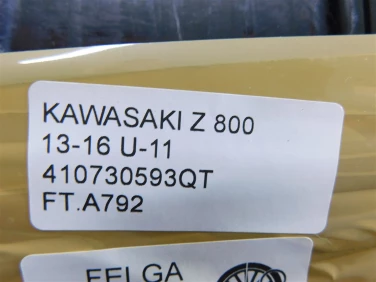 KAWASAKI Z 800
13-16 U-11
410730593QT
FT.A792
FELGA